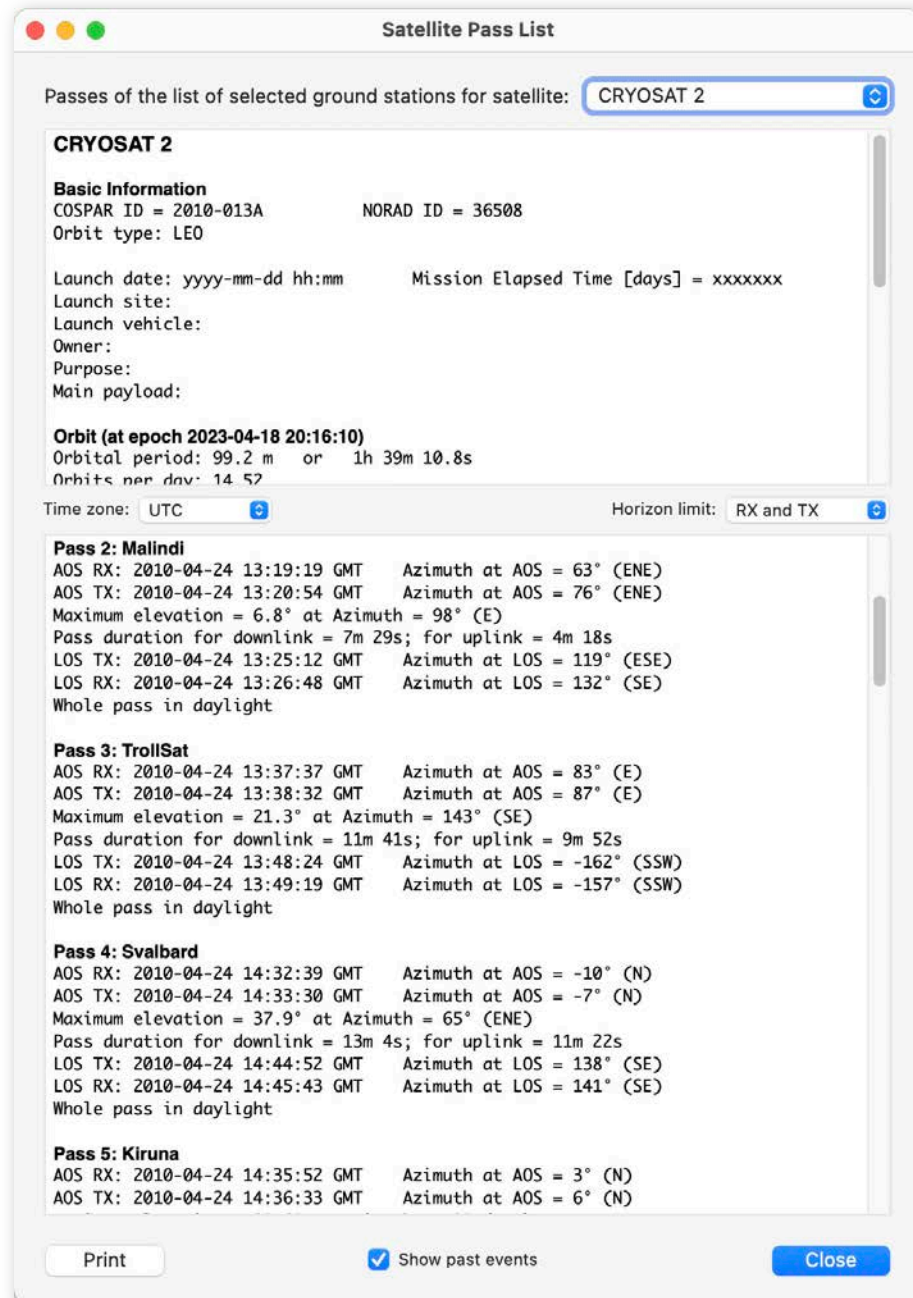 Satellite Pass List
Passes of the list of selected ground stations for satellite: CRYOSAT 2
CRYOSAT 2
Basic Information
COSPAR ID = 2010-013A NORAD ID = 36508
Orbit type: LEO
Launch date: yyyy-mm-dd hh:mm Mission Elapsed Time [days] = xxxxxxx
Launch site:
Launch vehicle:
Owner:
Purpose:
Main payload:
Orbit (at epoch 2023-04-18 20:16:10)
Orbital period: 99.2 m or 1h 39m 10.8s
Orbits per day: 14.52
Time zone: UTC Horizon limit: RX and TX
Pass 2: Malindi
AOS RX: 2010-04-24 13:19:19 GMT Azimuth at AOS = 63° (ENE)
AOS TX: 2010-04-24 13:20:54 GMT Azimuth at AOS = 76° (ENE)
Maximum elevation = 6.8° at Azimuth = 98° (E)
Pass duration for downlink = 7m 29s; for uplink = 4m 18s
LOS TX: 2010-04-24 13:25:12 GMT Azimuth at LOS = 119° (ESE)
LOS RX: 2010-04-24 13:26:48 GMT Azimuth at LOS = 132° (SE)
Whole pass in daylight
Pass 3: TrollSat
AOS RX: 2010-04-24 13:37:37 GMT Azimuth at AOS = 83° (E)
AOS TX: 2010-04-24 13:38:32 GMT Azimuth at AOS = 87° (E)
Maximum elevation = 21.3° at Azimuth = 143° (SE)
Pass duration for downlink = 11m 41s; for uplink = 9m 52s
LOS TX: 2010-04-24 13:48:24 GMT Azimuth at LOS = -162° (SSW)
LOS RX: 2010-04-24 13:49:19 GMT Azimuth at LOS = -157° (SSW)
Whole pass in daylight
Pass 4: Svalbard
AOS RX: 2010-04-24 14:32:39 GMT Azimuth at AOS = -10° (N)
AOS TX: 2010-04-24 14:33:30 GMT Azimuth at AOS = -7° (N)
Maximum elevation = 37.9° at Azimuth = 65° (ENE)
Pass duration for downlink = 13m 4s; for uplink = 11m 22s
LOS TX: 2010-04-24 14:44:52 GMT Azimuth at LOS = 138° (SE)
LOS RX: 2010-04-24 14:45:43 GMT Azimuth at LOS = 141° (SE)
Whole pass in daylight
Pass 5: Kiruna
AOS RX: 2010-04-24 14:35:52 GMT Azimuth at AOS = 3° (N)
AOS TX: 2010-04-24 14:36:33 GMT Azimuth at AOS = 6° (N)
Print Show past events Close